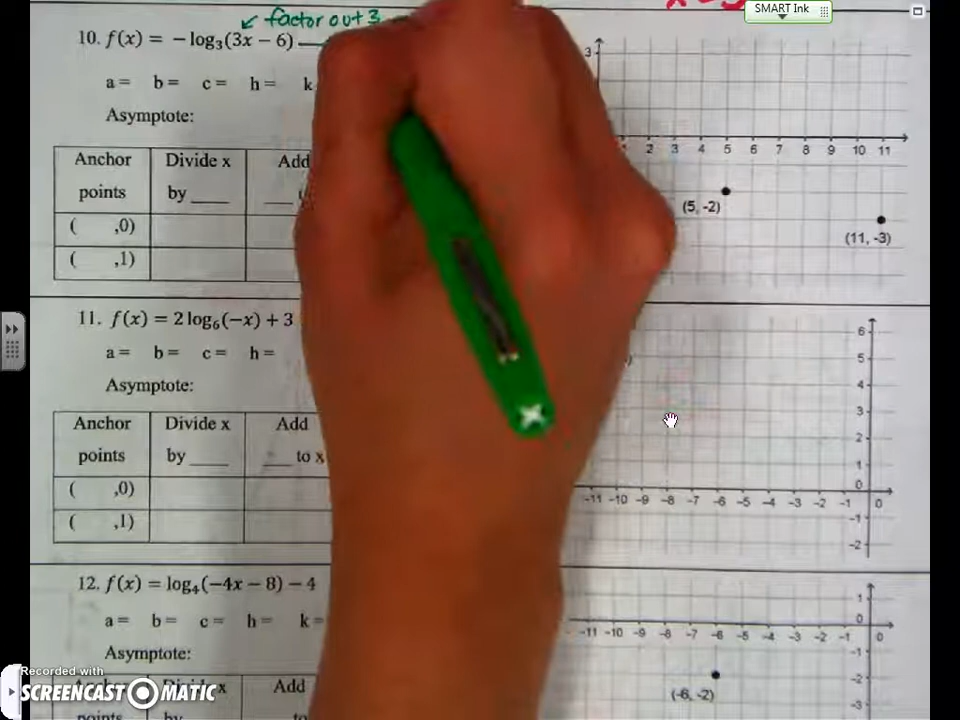 SMART Ink
factor out 3
10. f(x) = −log₃(3x − 6)
a = b = c = h = k
Asymptote:
Anchor points
Divide x by ____
Add ___
( ,0)
( ,1)
3
2 3 4 5 6 7 8 9 10 11
(5, -2)
(11, -3)
11. f(x) = 2 log₆(−x) + 3
a = b = c = h =
Asymptote:
Anchor points
Divide x by ____
Add ___ to x
( ,0)
( ,1)
6
5
4
3
2
1
0
-11 -10 -9 -8 -7 -6 -5 -4 -3 -2 -1 0
-1
-2
12. f(x) = log₄(−4x − 8) − 4
a = b = c = h = k =
Asymptote:
1
0
-11 -10 -9 -8 -7 -6 -5 -4 -3 -2 -1 0
-1
-2
-3
(-6, -2)
Recorded with
SCREENCAST-O-MATIC
Add
points
by
to